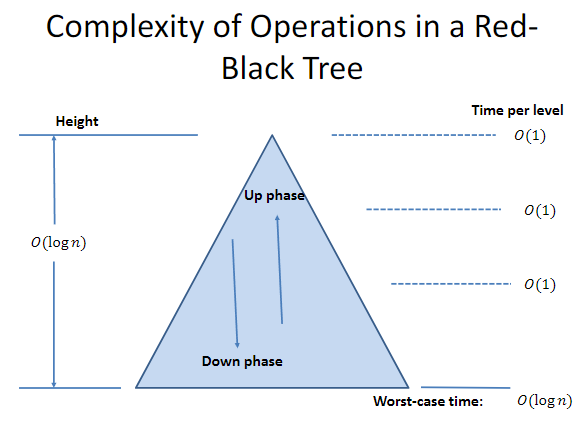 Complexity of Operations in a Red-
Black Tree
Height
Time per level
O(1)
Up phase
O(1)
O(log n)
O(1)
Down phase
Worst-case time: O(log n)